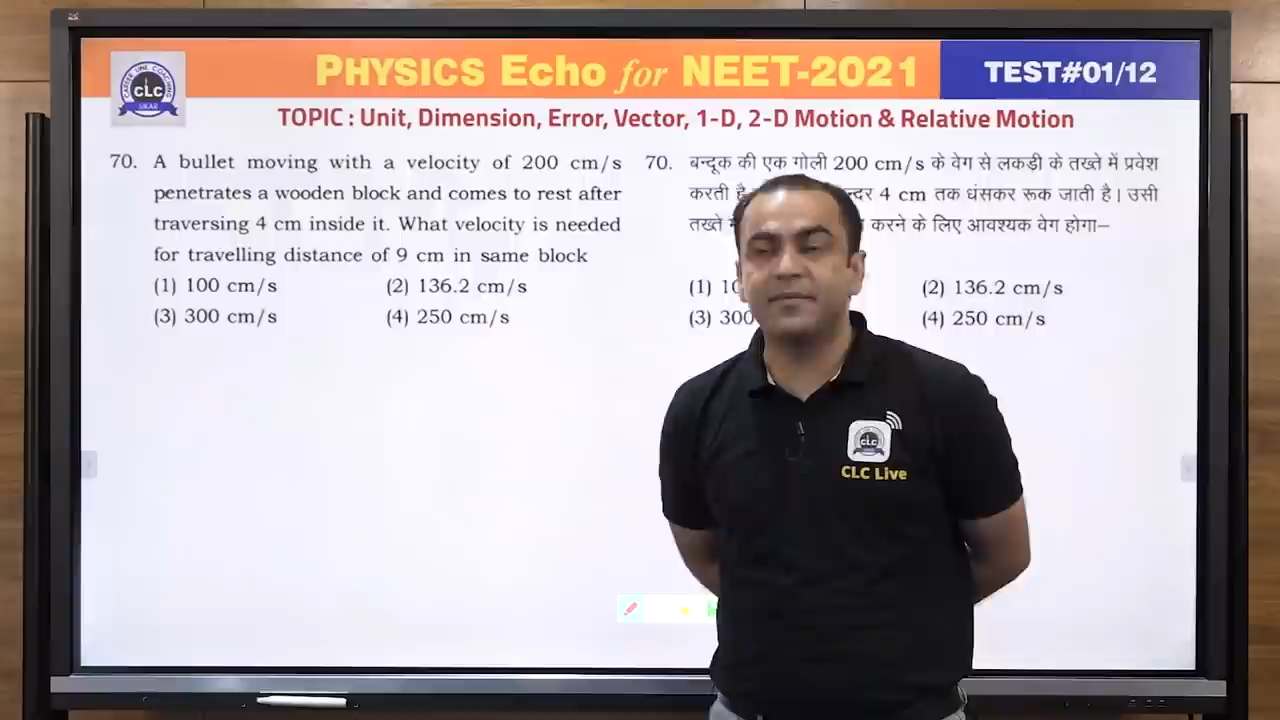 PHYSICS Echo for NEET-2021
TEST#01/12
CLC
SIKAR
TOPIC : Unit, Dimension, Error, Vector, 1-D, 2-D Motion & Relative Motion
70. A bullet moving with a velocity of 200 cm/s
penetrates a wooden block and comes to rest after
traversing 4 cm inside it. What velocity is needed
for travelling distance of 9 cm in same block
(1) 100 cm/s (2) 136.2 cm/s
(3) 300 cm/s (4) 250 cm/s
70. बन्दूक की एक गोली 200 cm/s के वेग से लकड़ी के तख्ते में प्रवेश
करती 4 cm तक धंसकर रूक जाती है। उसी
तख्ते करने के लिए आवश्यक वेग होगा–
(1) (2) 136.2 cm/s
(3) 300 (4) 250 cm/s
CLC
CLC Live